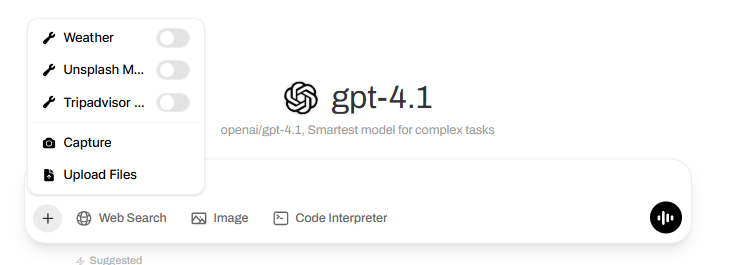 Weather
Unsplash M...
Tripadvisor ...
Capture
Upload Files
gpt-4.1
openai/gpt-4.1, Smartest model for complex tasks
Web Search
Image
Code Interpreter
Suggested